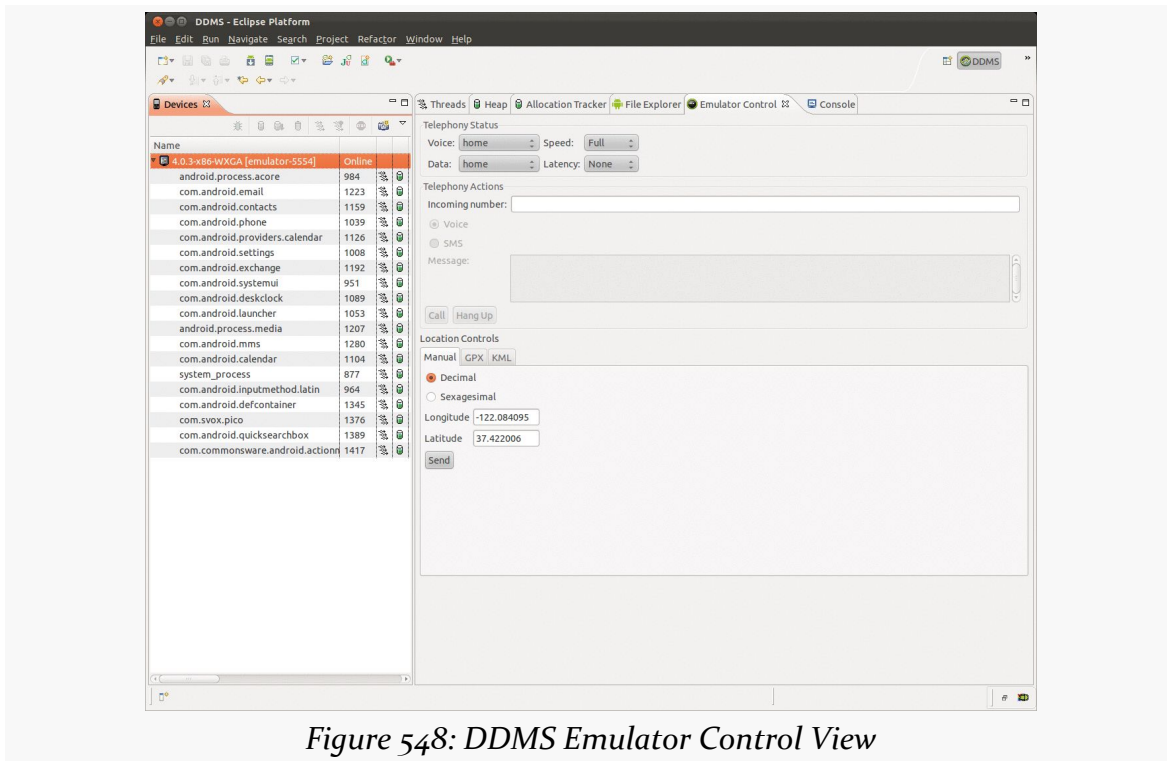 DDMS - Eclipse Platform
File Edit Run Navigate Search Project Refactor Window Help
DDMS »
Devices
Threads Heap Allocation Tracker File Explorer Emulator Control Console
Name
4.0.3-x86-WXGA [emulator-5554] Online
android.process.acore 984
com.android.email 1223
com.android.contacts 1159
com.android.phone 1039
com.android.providers.calendar 1126
com.android.settings 1008
com.android.exchange 1192
com.android.systemui 951
com.android.deskclock 1089
com.android.launcher 1053
android.process.media 1207
com.android.mms 1280
com.android.calendar 1104
system_process 877
com.android.inputmethod.latin 964
com.android.defcontainer 1345
com.svox.pico 1376
com.android.quicksearchbox 1389
com.commonsware.android.actionm 1417
Telephony Status
Voice: home Speed: Full
Data: home Latency: None
Telephony Actions
Incoming number:
Voice
SMS
Message:
Call Hang Up
Location Controls
Manual GPX KML
Decimal
Sexagesimal
Longitude -122.084095
Latitude 37.422006
Send
Figure 548: DDMS Emulator Control View